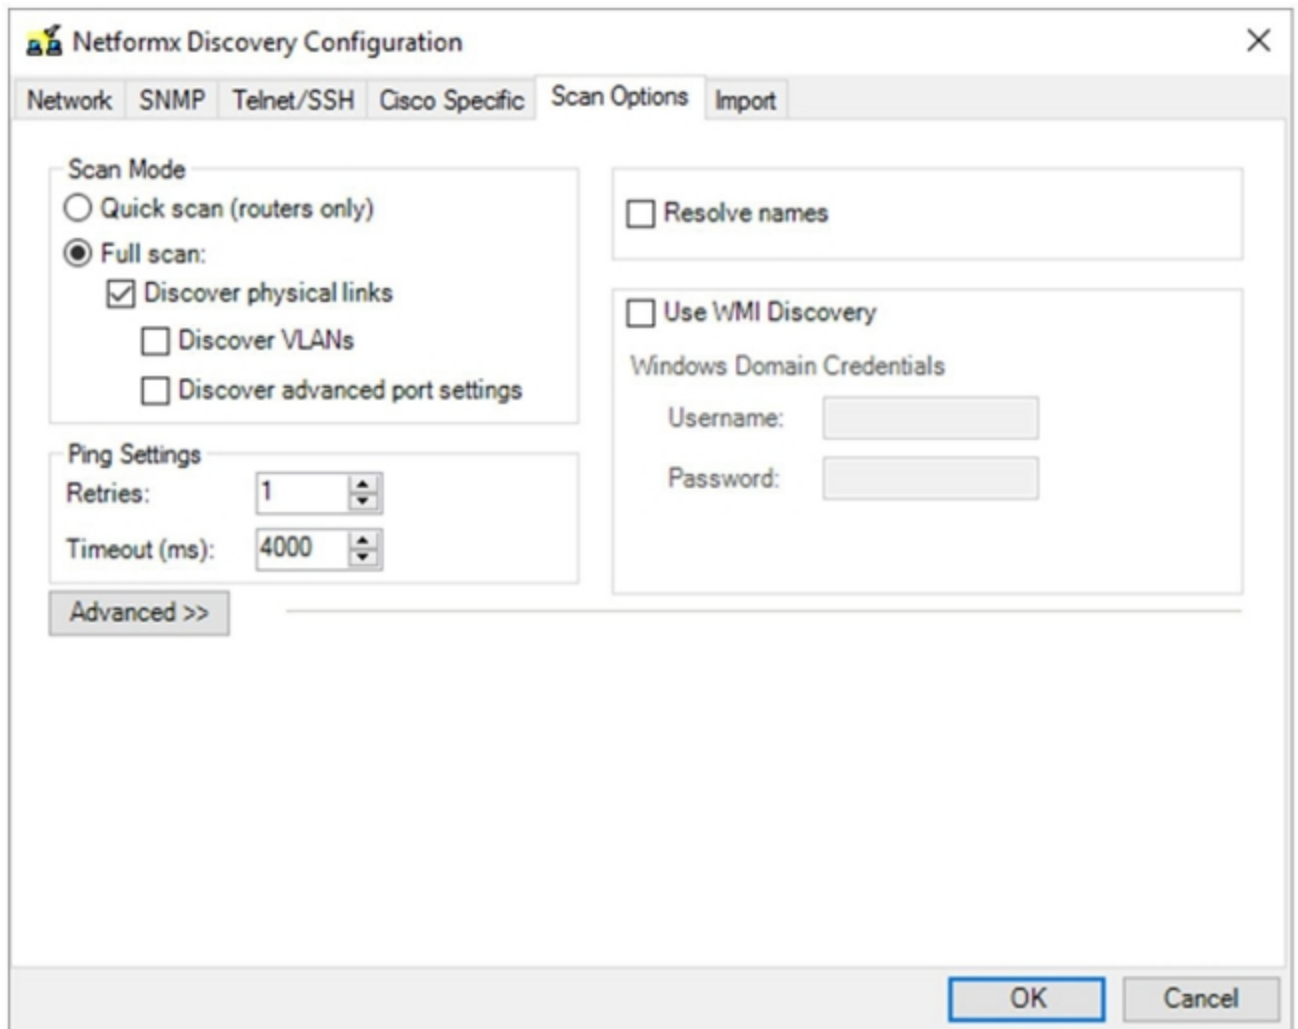 Netformx Discovery Configuration
Network SNMP Telnet/SSH Cisco Specific Scan Options Import
Scan Mode
Quick scan (routers only)
Full scan:
Discover physical links
Discover VLANs
Discover advanced port settings
Ping Settings
Retries: 1
Timeout (ms): 4000
Advanced >>
Resolve names
Use WMI Discovery
Windows Domain Credentials
Username:
Password:
OK Cancel